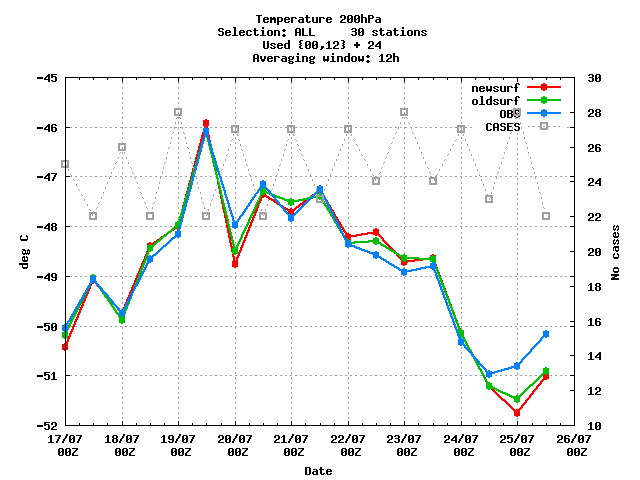 Temperature 200hPa
Selection: ALL 30 stations
Used {00,12} + 24
Averaging window: 12h
newsurf
oldsurf
OBS
CASES
deg C
-45
-46
-47
-48
-49
-50
-51
-52
30
28
26
24
22
20
18
16
14
12
10
No cases
17/07 18/07 19/07 20/07 21/07 22/07 23/07 24/07 25/07 26/07
00Z 00Z 00Z 00Z 00Z 00Z 00Z 00Z 00Z 00Z
Date